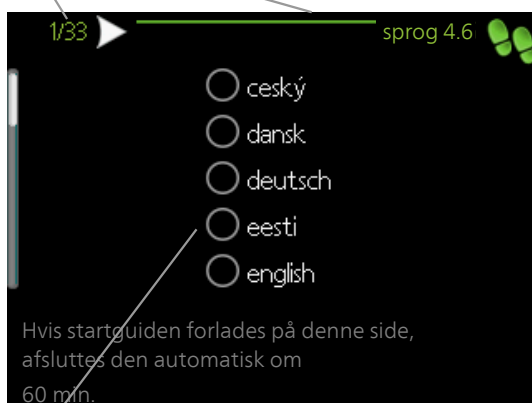 1/33
sprog 4.6
ceský
dansk
deutsch
eesti
english
Hvis startguiden forlades på denne side,
afsluttes den automatisk om
60 min.